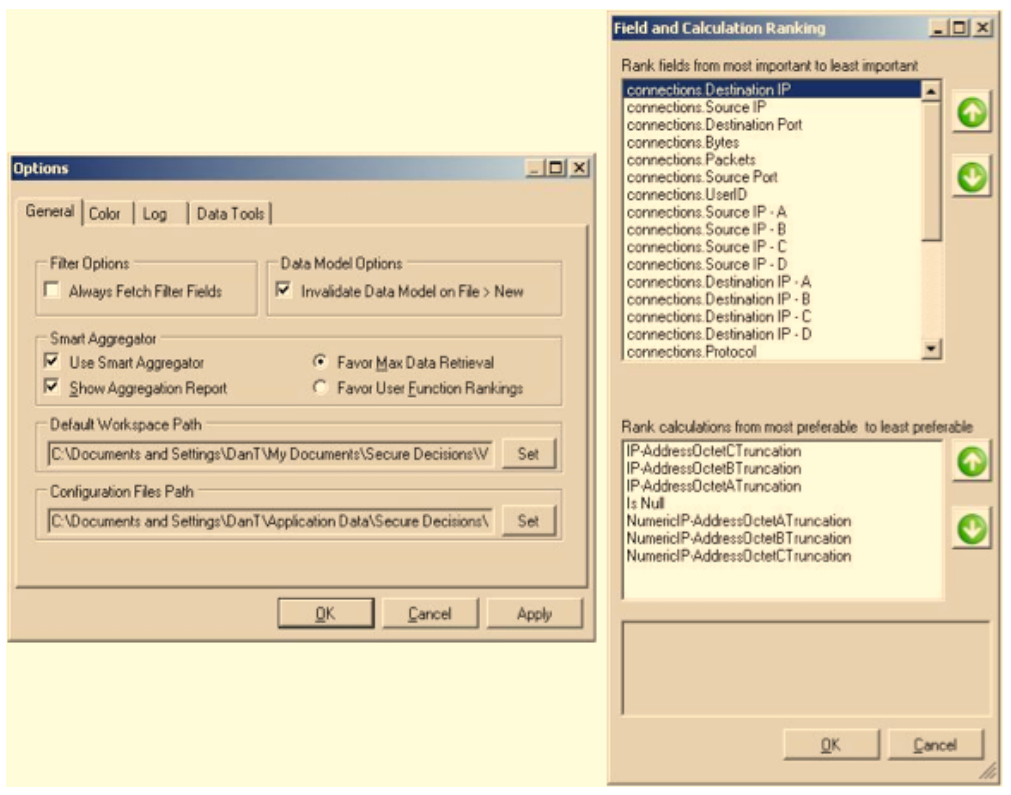 Options
General Color Log Data Tools
Filter Options
Always Fetch Filter Fields
Data Model Options
Invalidate Data Model on File > New
Smart Aggregator
Use Smart Aggregator
Favor Max Data Retrieval
Show Aggregation Report
Favor User Function Rankings
Default Workspace Path
C:\Documents and Settings\DanT\My Documents\Secure Decisions\V
Set
Configuration Files Path
C:\Documents and Settings\DanT\Application Data\Secure Decisions\
Set
OK Cancel Apply
Field and Calculation Ranking
Rank fields from most important to least important
connections.Destination IP
connections.Source IP
connections.Destination Port
connections.Bytes
connections.Packets
connections.Source Port
connections.UserID
connections.Source IP - A
connections.Source IP - B
connections.Source IP - C
connections.Source IP - D
connections.Destination IP - A
connections.Destination IP - B
connections.Destination IP - C
connections.Destination IP - D
connections.Protocol
Rank calculations from most preferable to least preferable
IP-AddressOctetCTruncation
IP-AddressOctetBTruncation
IP-AddressOctetATruncation
Is Null
NumericIP-AddressOctetATruncation
NumericIP-AddressOctetBTruncation
NumericIP-AddressOctetCTruncation
OK Cancel